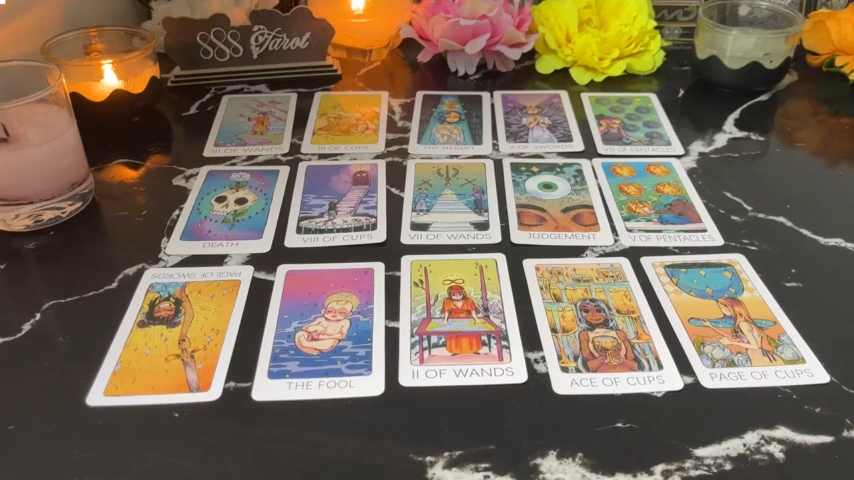 888 Tarot
III OF WANDS
III OF CUPS
THE HERMIT
X OF SWORDS
VIII OF PENTACLES
DEATH
VIII OF CUPS
VII OF WANDS
JUDGEMENT
V OF PENTACLES
PAGE OF SWORDS
THE FOOL
II OF WANDS
ACE OF CUPS
PAGE OF CUPS